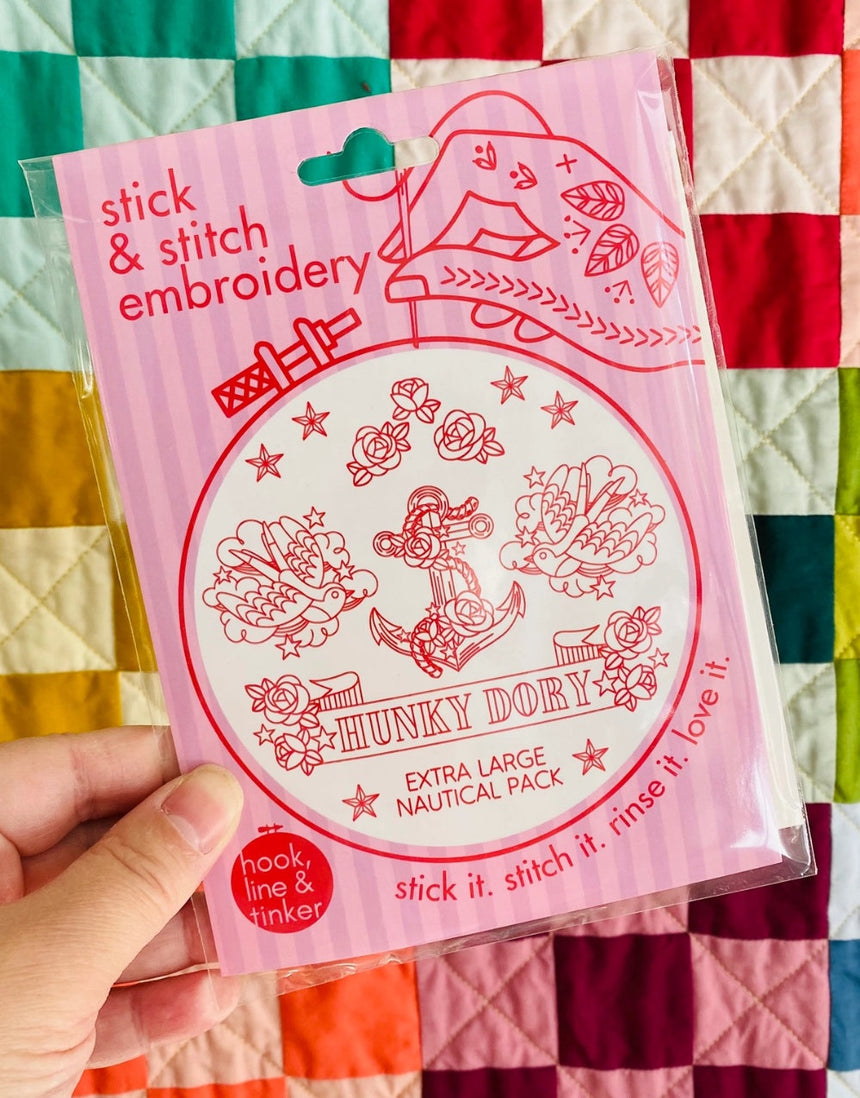 stick
& stitch
embroidery
HUNKY DORY
EXTRA LARGE
NAUTICAL PACK
stick it. stitch it. rinse it. love it.
hook,
line &
tinker